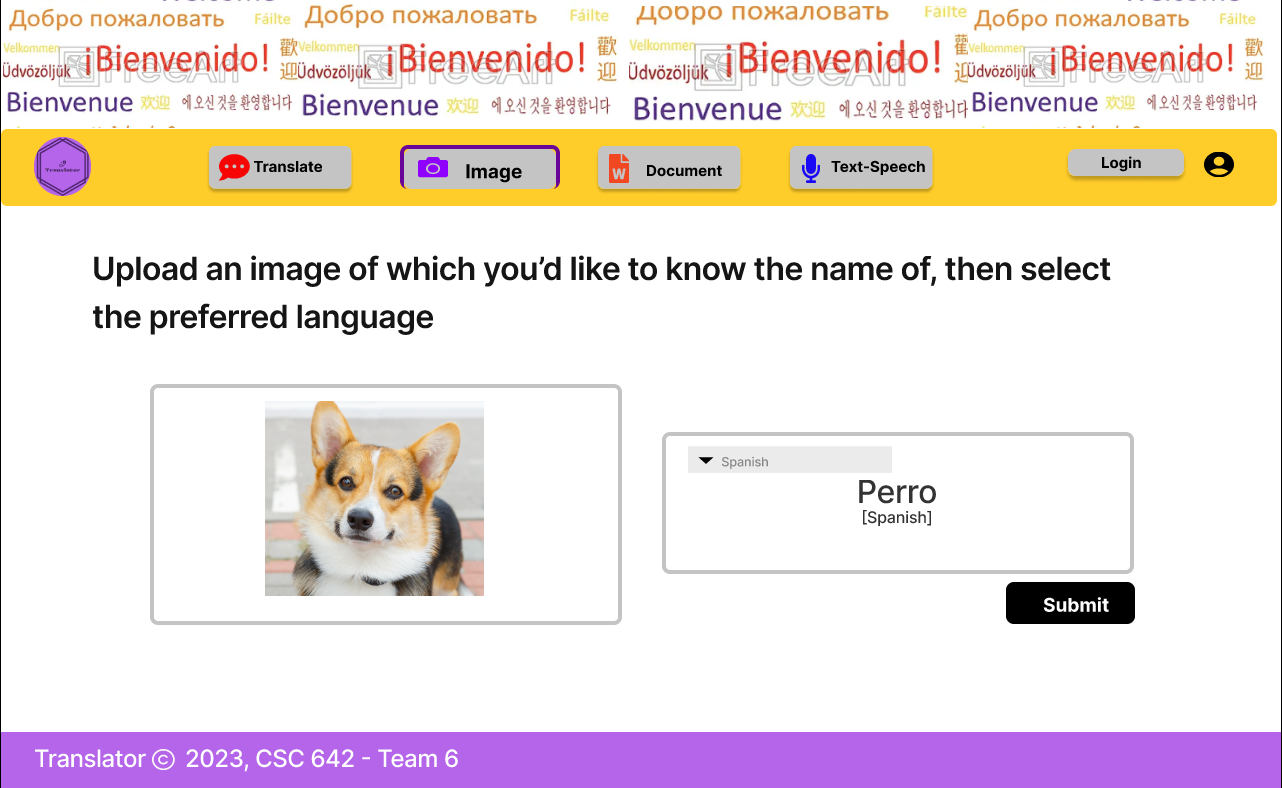 Welcome
Добро пожаловать Fáilte Добро пожаловать Fáilte Добро пожаловать Fáilte Добро пожаловать Fáilte
Velkommen ¡Bienvenido! 歡迎 Velkommen ¡Bienvenido! 歡迎 Velkommen ¡Bienvenido! 歡迎 Velkommen ¡Bienvenido! 歡迎
Üdvözöljük Üdvözöljük Üdvözöljük Üdvözöljük
Bienvenue 欢迎 에 오신 것을 환영합니다 Bienvenue 欢迎 에 오신 것을 환영합니다 Bienvenue 欢迎 에 오신 것을 환영합니다 Bienvenue 欢迎 에 오신 것을 환영합니다
Translator
Translate Image Document Text-Speech Login
W
Upload an image of which you’d like to know the name of, then select
the preferred language
Spanish
Perro
[Spanish]
Submit
Translator © 2023, CSC 642 - Team 6